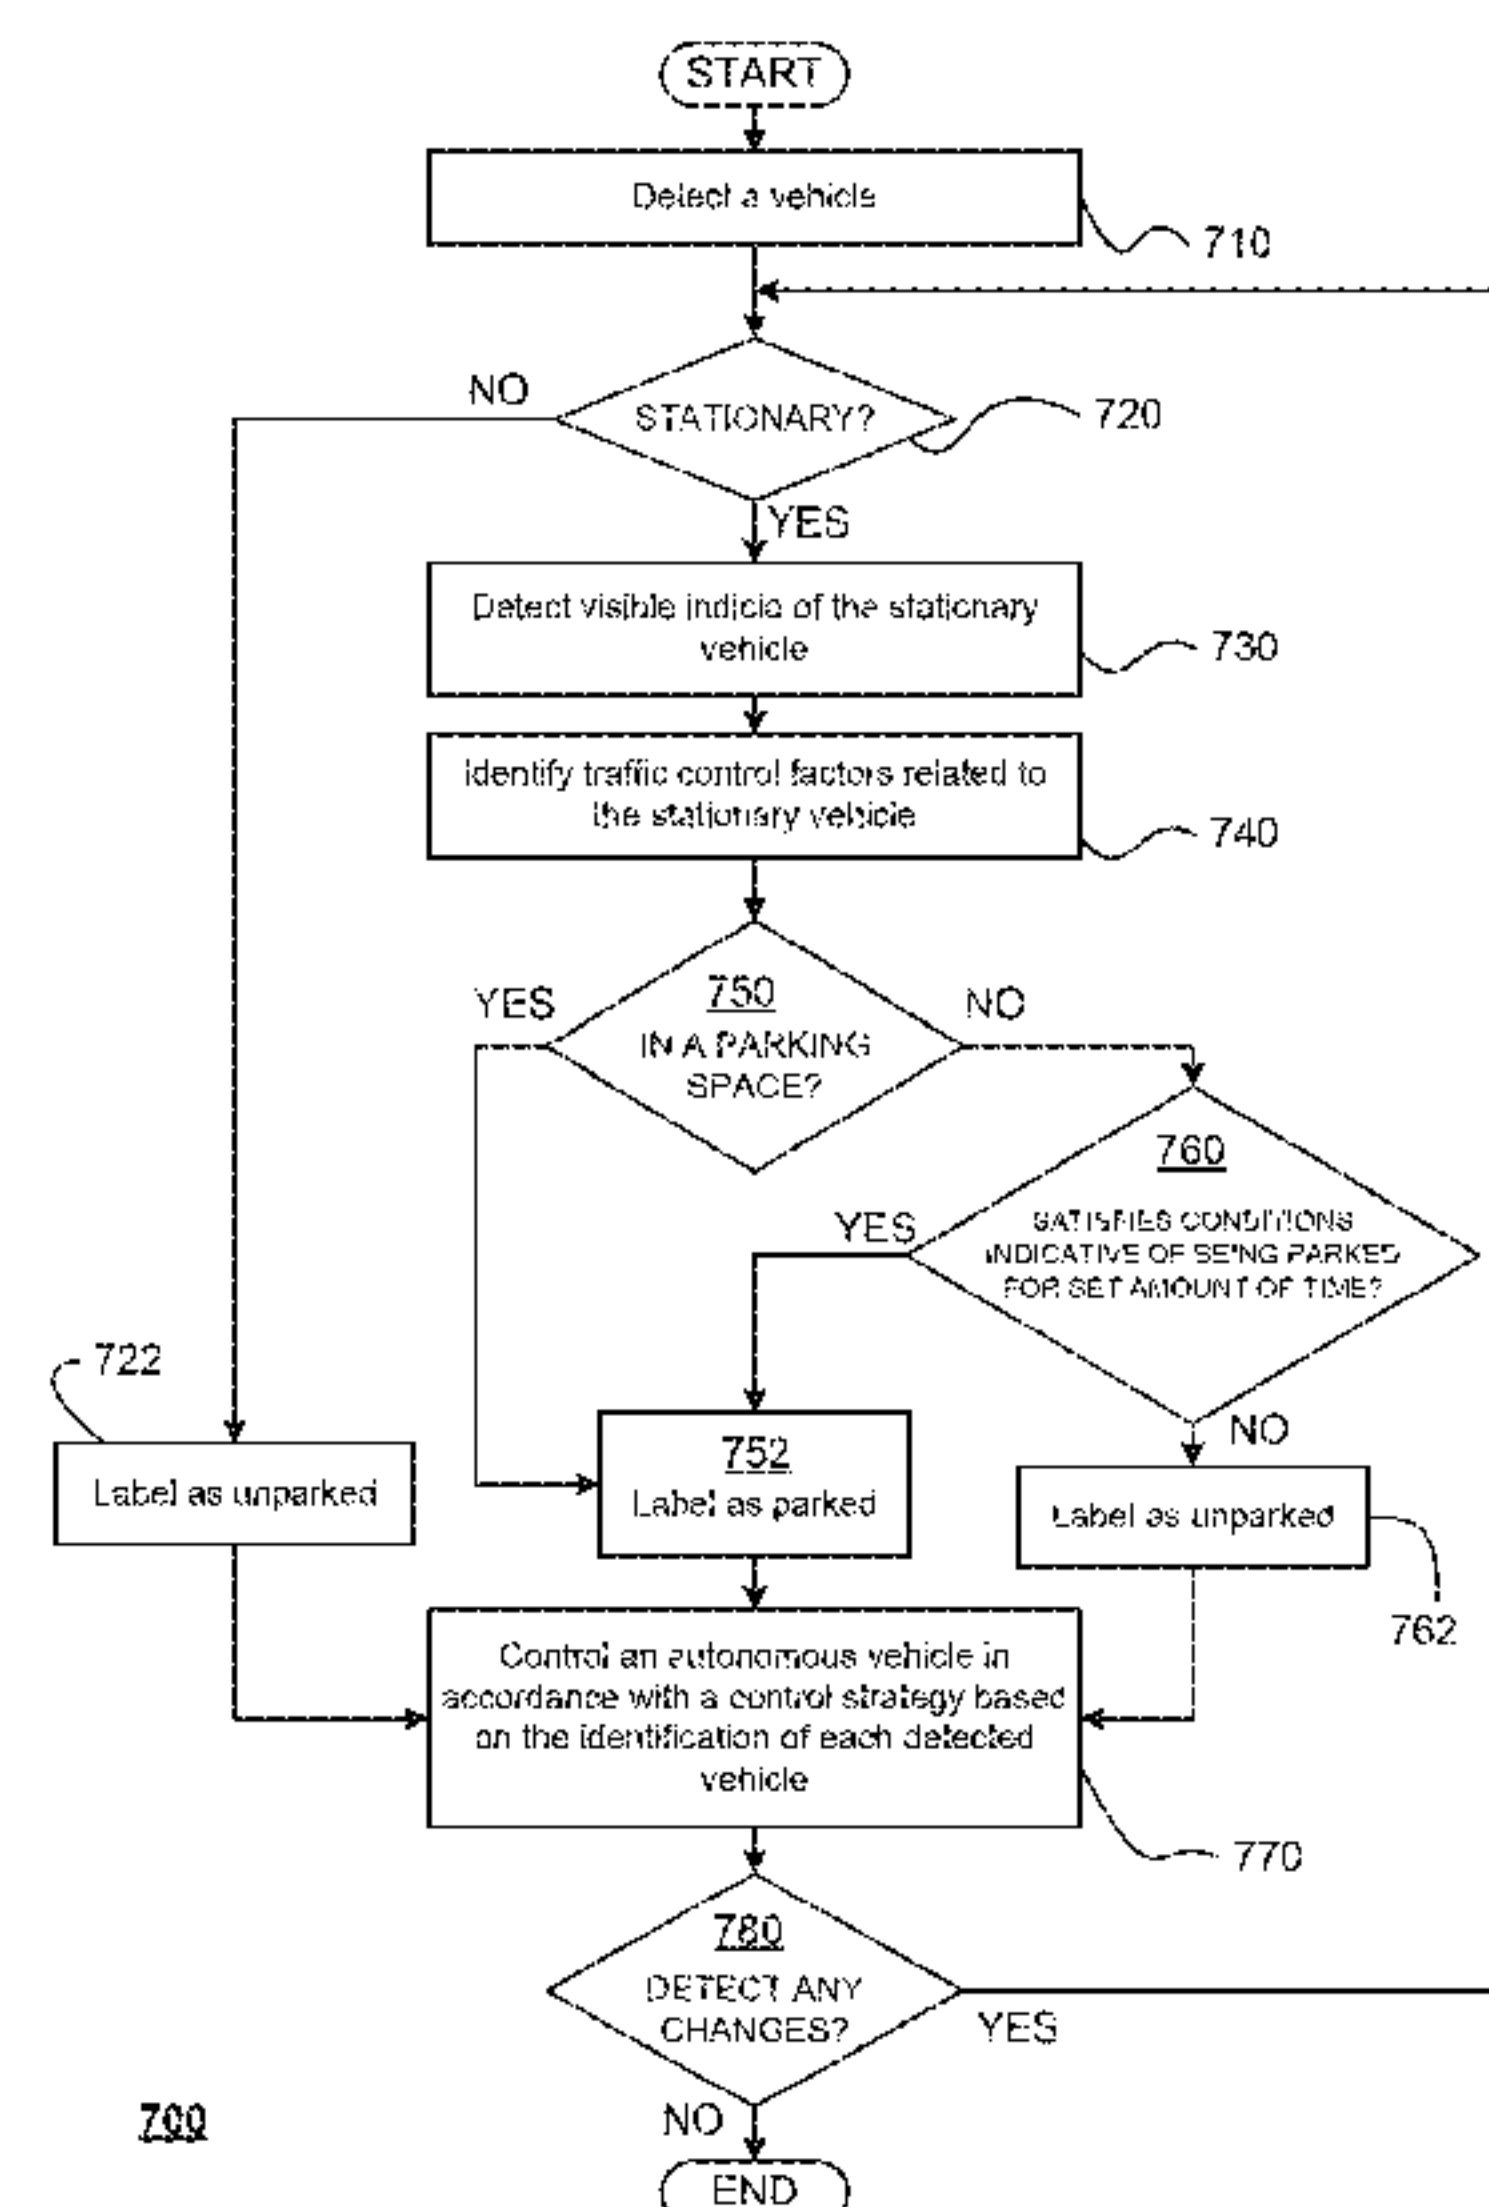 START
Detect a vehicle
710
NO
STATIONARY?
720
YES
Detect visible indicia of the stationary
vehicle
730
Identify traffic control factors related to
the stationary vehicle
740
YES
750
NO
IN A PARKING
SPACE?
760
YES
SATISFIES CONDITIONS
INDICATIVE OF BEING PARKED
FOR SET AMOUNT OF TIME?
722
NO
752
Label as unparked
Label as parked
Label as unparked
762
Control an autonomous vehicle in
accordance with a control strategy based
on the identification of each detected
vehicle
770
780
DETECT ANY
CHANGES?
YES
700
NO
END